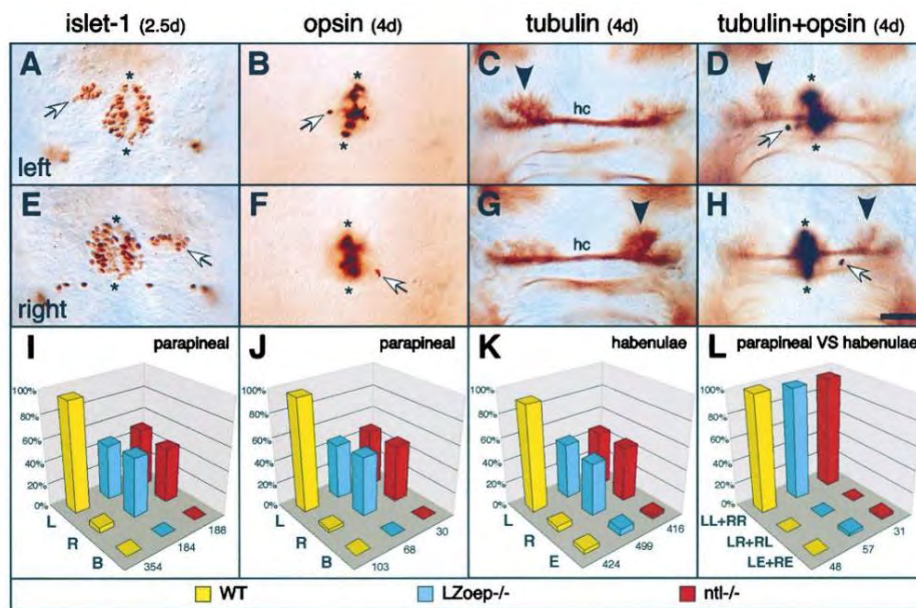 islet-1 (2.5d) opsin (4d) tubulin (4d) tubulin+opsin (4d)
A * * left
B * *
C hc
D * *
E * * right
F * *
G hc
H * *
I parapineal
100%
80%
60%
40%
20%
0%
L
R
B
354
184
188
J parapineal
100%
80%
60%
40%
20%
0%
L
R
B
103
68
30
K habenulae
100%
80%
60%
40%
20%
0%
L
R
E
424
499
416
L parapineal VS habenulae
100%
80%
60%
40%
20%
0%
LL+RR
LR+RL
LE+RE
48
57
31
WT LZoep-/- ntl-/-